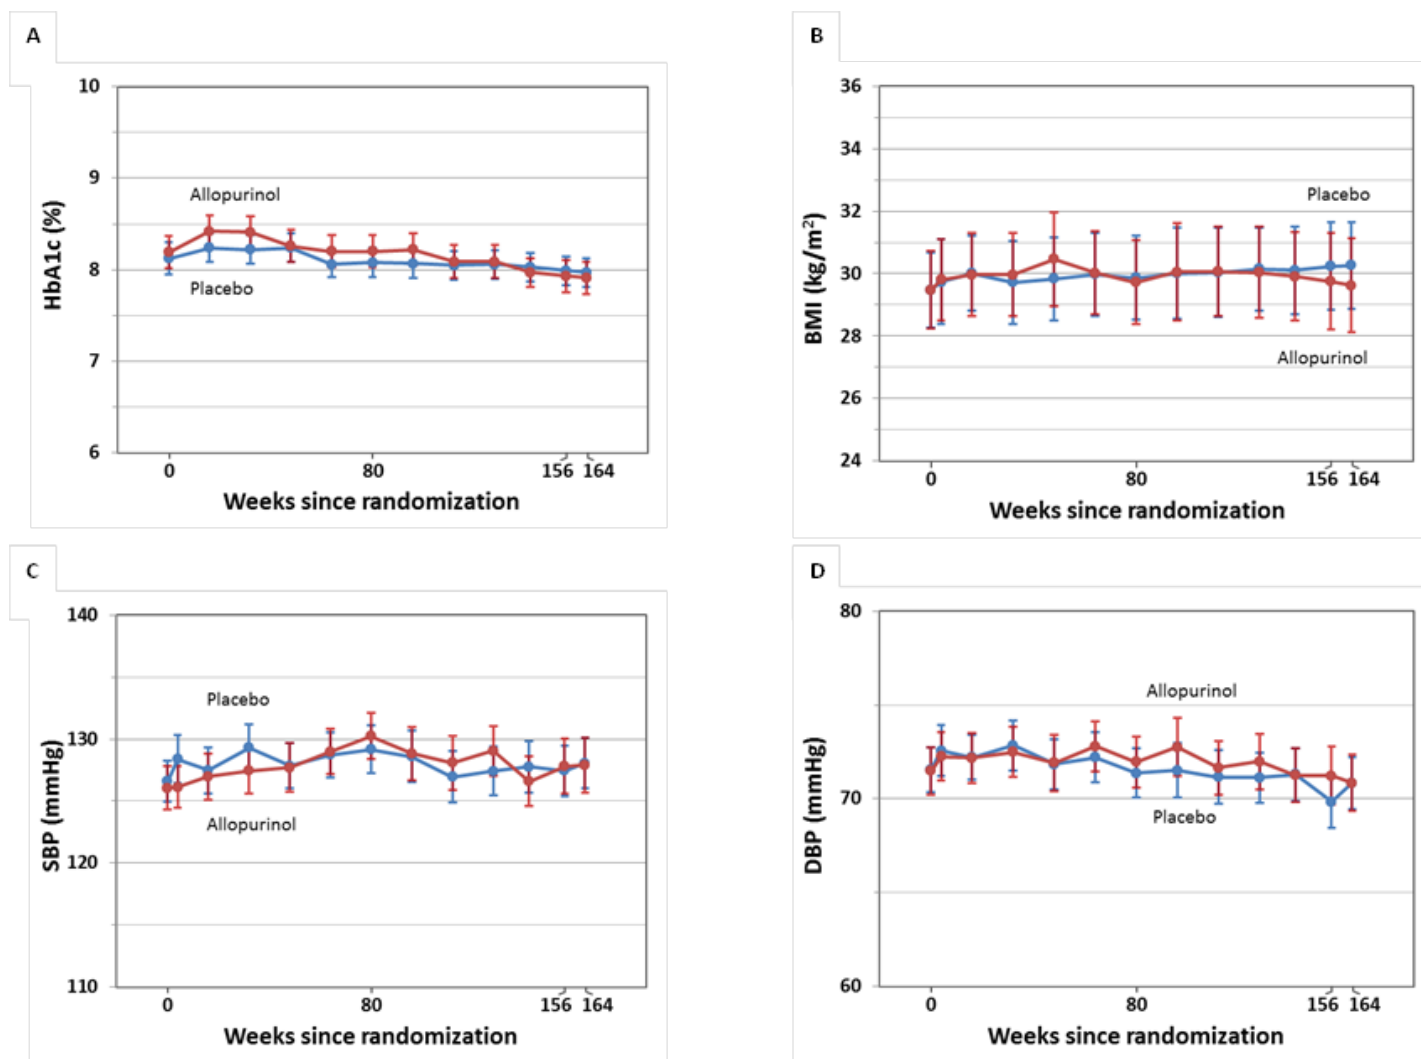 A
HbA1c (%)
10
9
8
7
6
Allopurinol
Placebo
0 80 156 164
Weeks since randomization
B
BMI (kg/m²)
36
34
32
30
28
26
24
Placebo
Allopurinol
0 80 156 164
Weeks since randomization
C
SBP (mmHg)
140
130
120
110
Placebo
Allopurinol
0 80 156 164
Weeks since randomization
D
DBP (mmHg)
80
70
60
Allopurinol
Placebo
0 80 156 164
Weeks since randomization